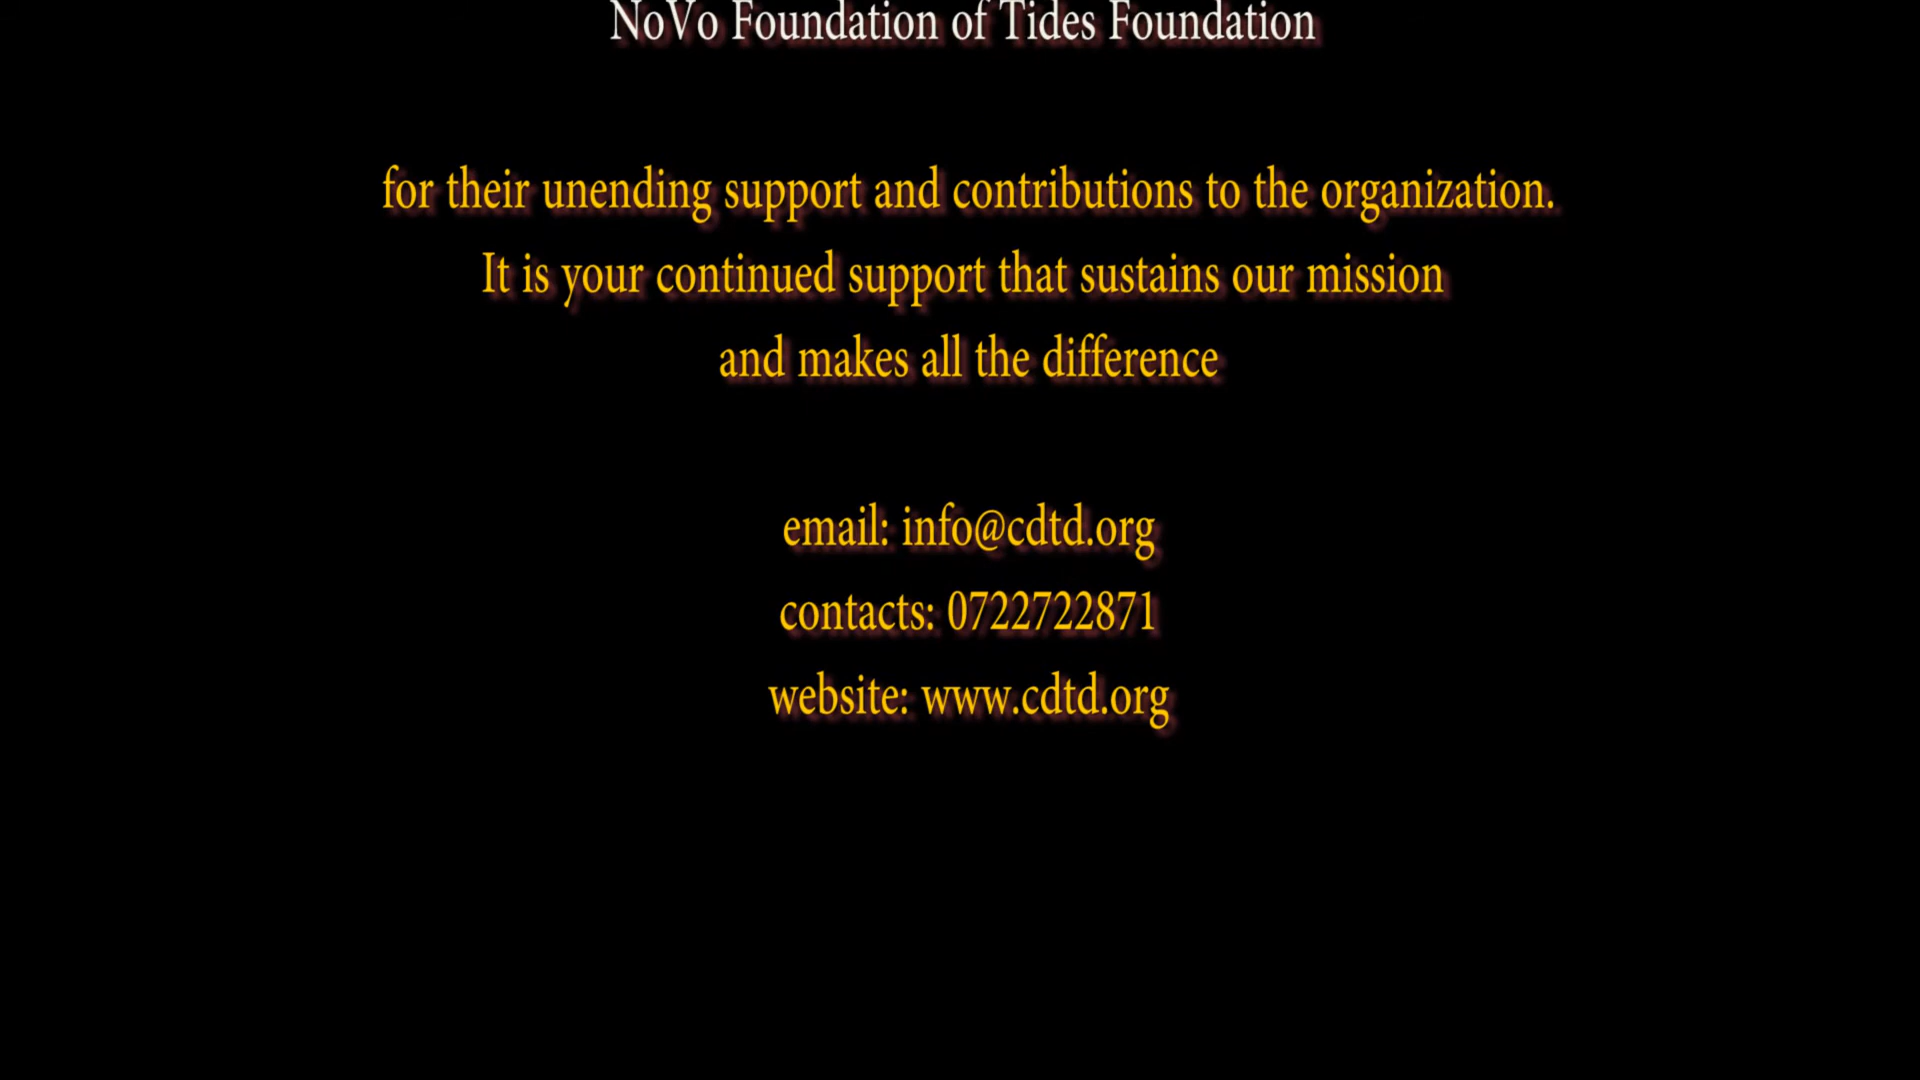 NoVo Foundation of Tides Foundation
for their unending support and contributions to the organization.
It is your continued support that sustains our mission
and makes all the difference
email: info@cdtd.org
contacts: 0722722871
website: www.cdtd.org